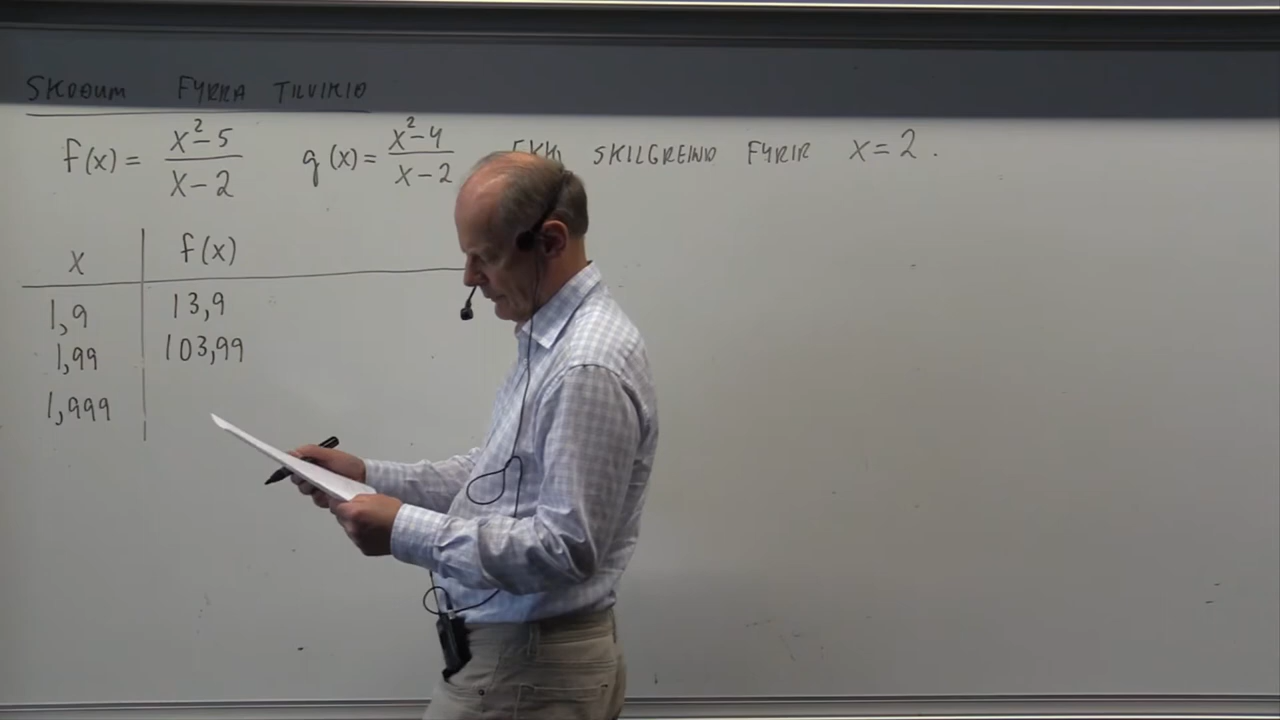 SKOÐUM FYRRA TILVIKIÐ
f(x) = x²-5 / x-2 g(x) = x²-4 / x-2 EKKI SKILGREIND FYRIR x=2.
x f(x)
1,9 13,9
1,99 103,99
1,999